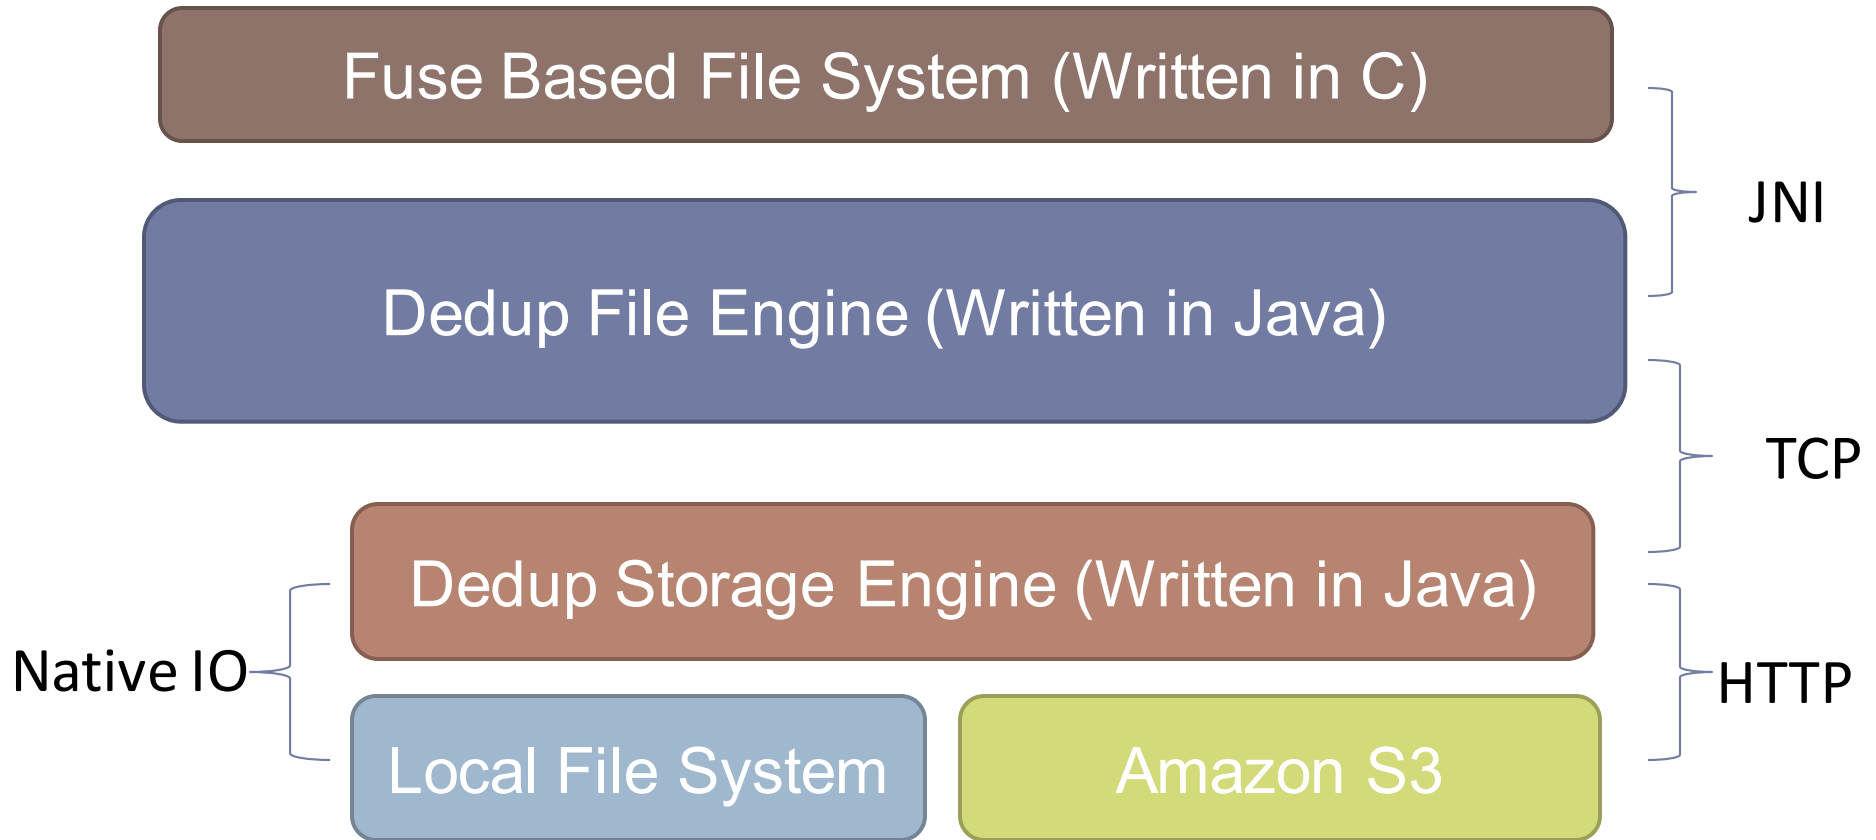 Fuse Based File System (Written in C)
JNI
Dedup File Engine (Written in Java)
TCP
Dedup Storage Engine (Written in Java)
Native IO
HTTP
Local File System
Amazon S3